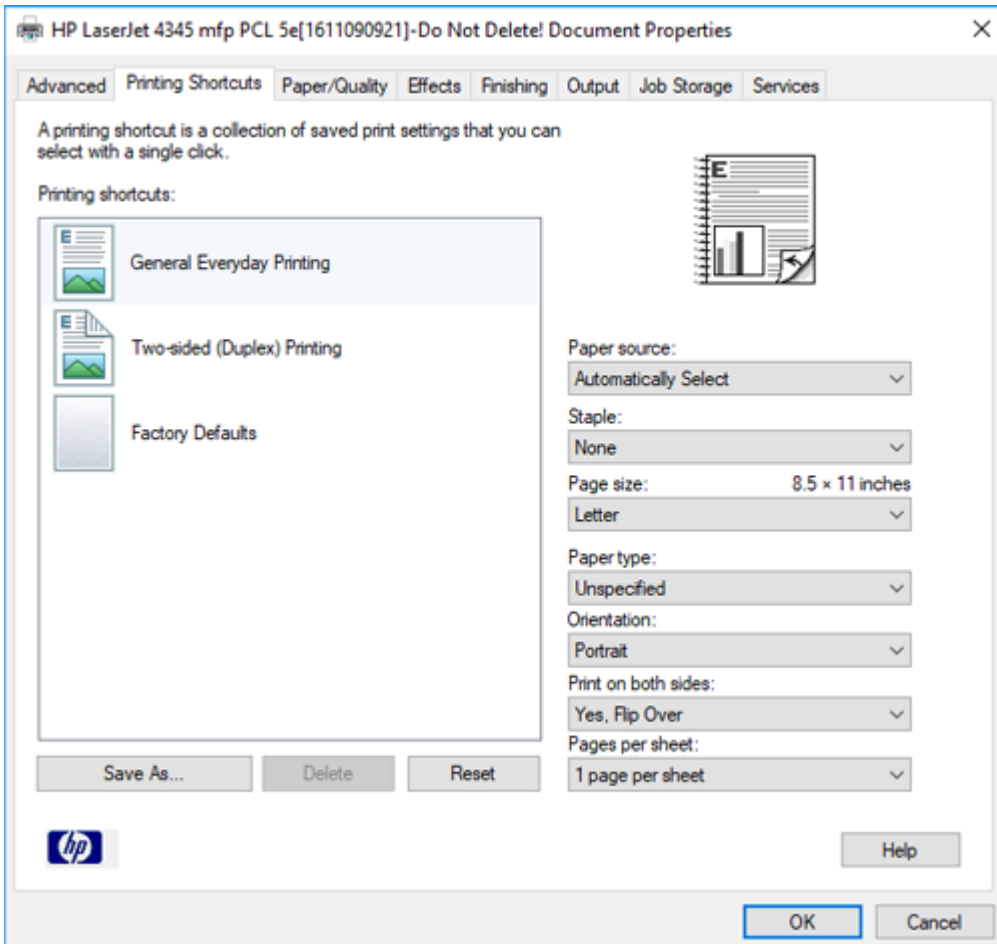 HP LaserJet 4345 mfp PCL 5e[1611090921]-Do Not Delete! Document Properties
Advanced Printing Shortcuts Paper/Quality Effects Finishing Output Job Storage Services
A printing shortcut is a collection of saved print settings that you can
select with a single click.
Printing shortcuts:
E
General Everyday Printing
E
Two-sided (Duplex) Printing
Factory Defaults
E
Paper source:
Automatically Select
Staple:
None
Page size: 8.5 × 11 inches
Letter
Paper type:
Unspecified
Orientation:
Portrait
Print on both sides:
Yes, Flip Over
Pages per sheet:
1 page per sheet
Save As... Delete Reset
hp
Help
OK Cancel